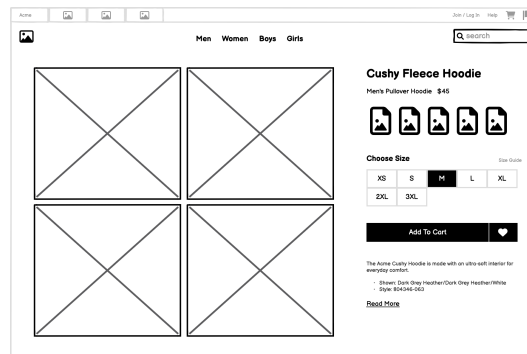 Acme
Join / Log In Help
Men Women Boys Girls
search
Cushy Fleece Hoodie
Men's Pullover Hoodie $45
Choose Size
Size Guide
XS S M L XL
2XL 3XL
Add To Cart
The Acme Cushy Hoodie is made with an ultra-soft interior for
everyday comfort.
Shown: Dark Grey Heather/Dark Grey Heather/White
Style: 804346-063
Read More